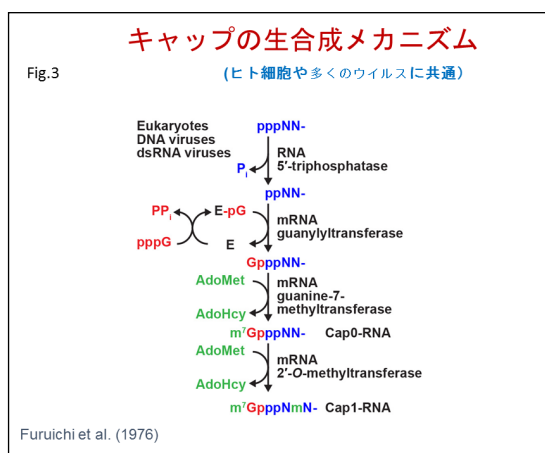 キャップの生合成メカニズム
Fig.3
(ヒト細胞や多くのウイルスに共通)
Eukaryotes
DNA viruses
dsRNA viruses
pppNN-
RNA
5′-triphosphatase
Pi
ppNN-
PPi
E-pG
mRNA
guanylyltransferase
pppG
E
GpppNN-
AdoMet
mRNA
guanine-7-
methyltransferase
AdoHcy
m⁷GpppNN- Cap0-RNA
AdoMet
mRNA
2′-O-methyltransferase
AdoHcy
m⁷GpppNmN- Cap1-RNA
Furuichi et al. (1976)